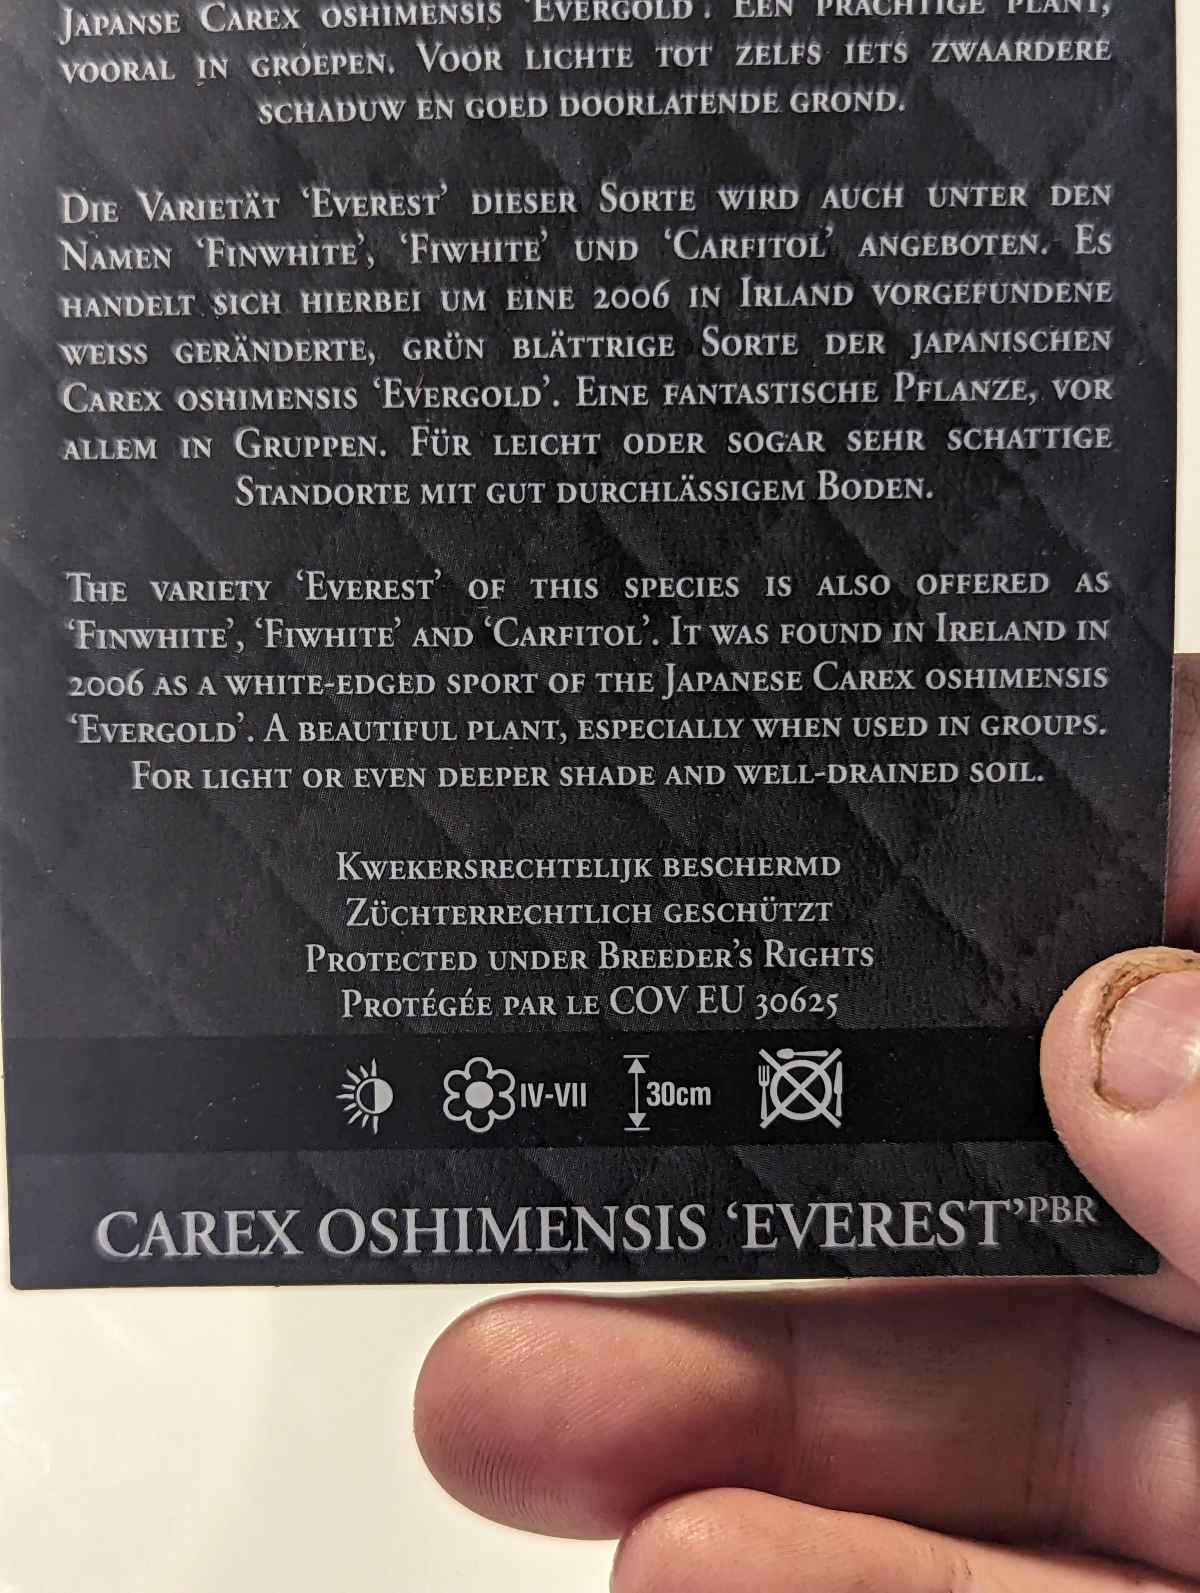 Japanse Carex oshimensis 'Evergold'. Een prachtige plant,
vooral in groepen. Voor lichte tot zelfs iets zwaardere
schaduw en goed doorlatende grond.
Die Varietät 'Everest' dieser Sorte wird auch unter den
Namen 'Finwhite', 'Fiwhite' und 'Carfitol' angeboten. Es
handelt sich hierbei um eine 2006 in Irland vorgefundene
weiss geränderte, grün blättrige Sorte der japanischen
Carex oshimensis 'Evergold'. Eine fantastische Pflanze, vor
allem in Gruppen. Für leicht oder sogar sehr schattige
Standorte mit gut durchlässigem Boden.
The variety 'Everest' of this species is also offered as
'Finwhite', 'Fiwhite' and 'Carfitol'. It was found in Ireland in
2006 as a white-edged sport of the Japanese Carex oshimensis
'Evergold'. A beautiful plant, especially when used in groups.
For light or even deeper shade and well-drained soil.
Kwekersrechtelijk beschermd
Züchterrechtlich geschützt
Protected under Breeder's Rights
Protégée par le COV EU 30625
IV-VII 30cm
CAREX OSHIMENSIS 'EVEREST' PBR